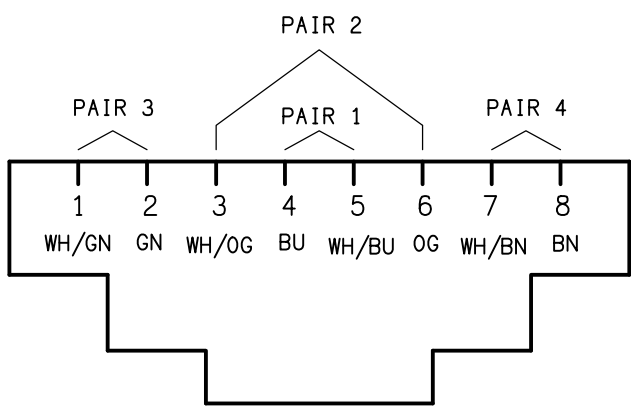 PAIR 2
PAIR 3 PAIR 1 PAIR 4
1 2 3 4 5 6 7 8
WH/GN GN WH/OG BU WH/BU OG WH/BN BN